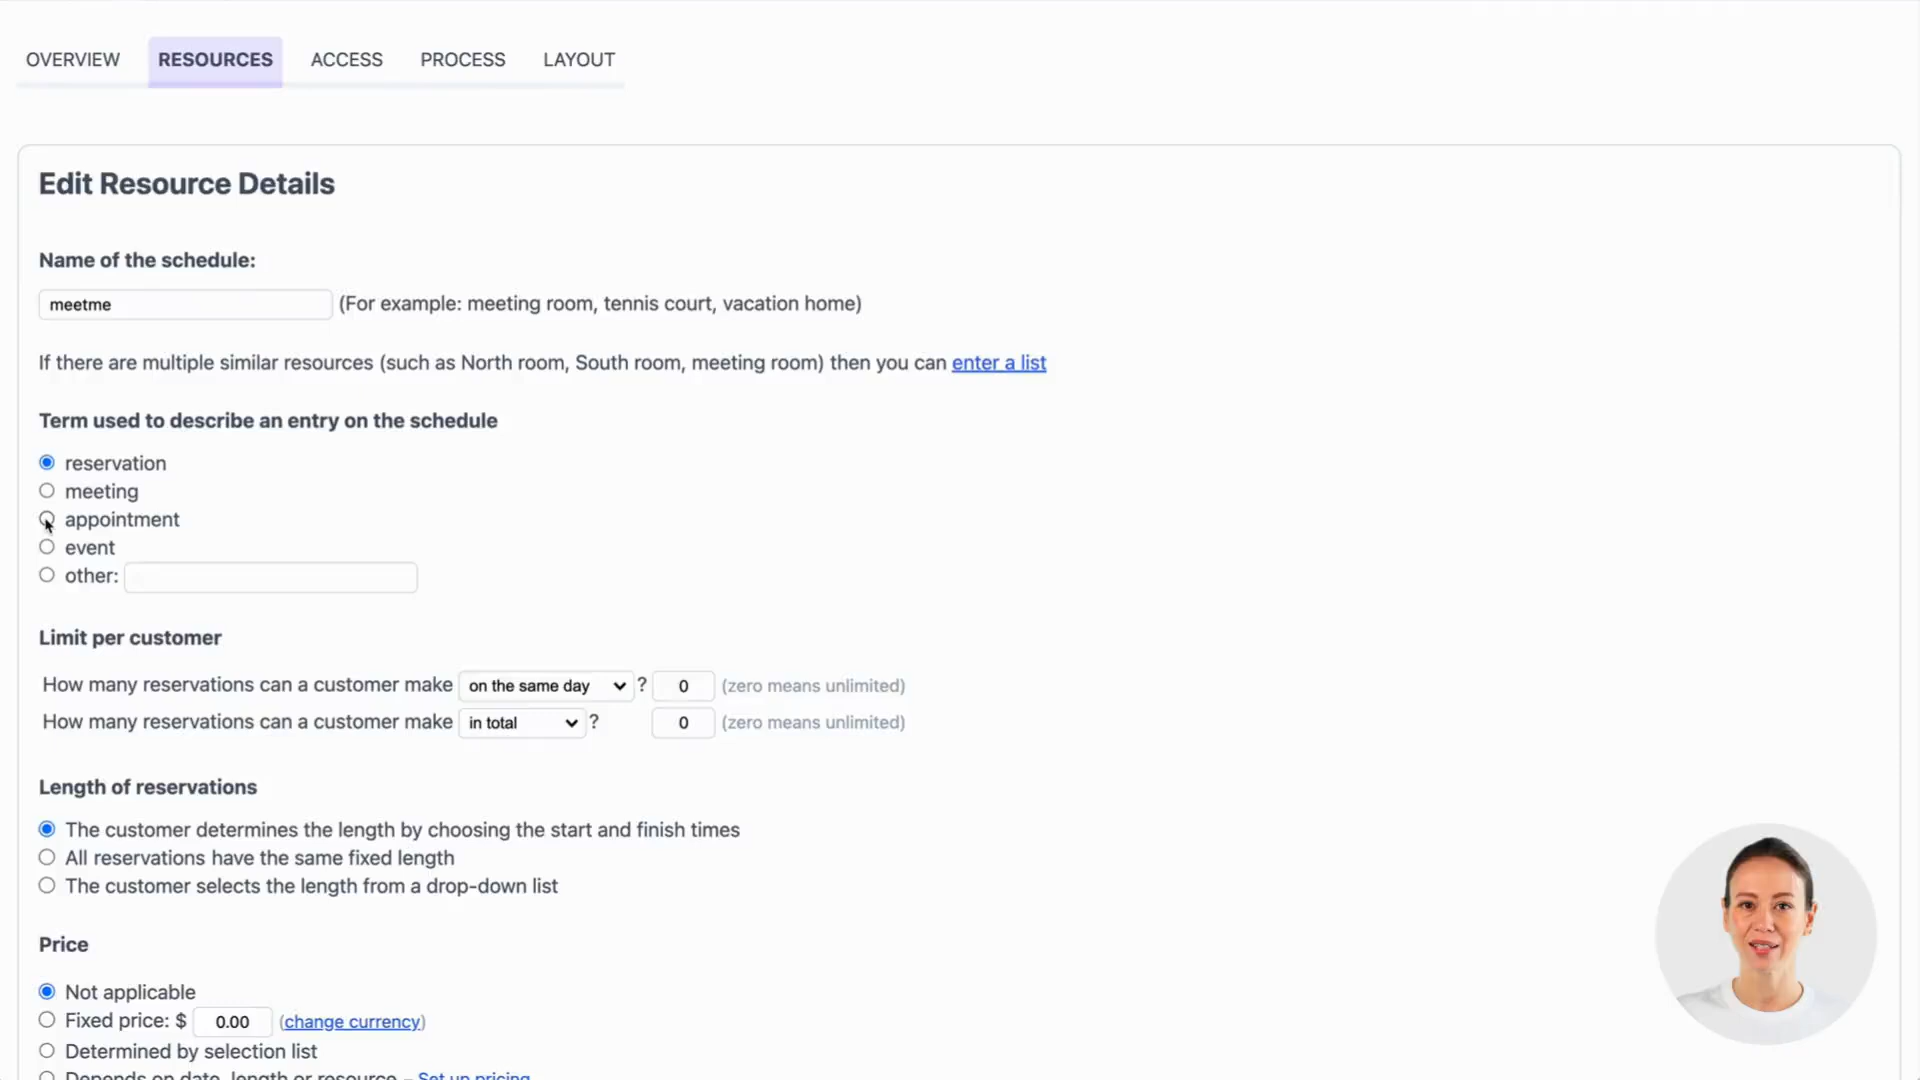 OVERVIEW RESOURCES ACCESS PROCESS LAYOUT
Edit Resource Details
Name of the schedule:
meetme (For example: meeting room, tennis court, vacation home)
If there are multiple similar resources (such as North room, South room, meeting room) then you can enter a list
Term used to describe an entry on the schedule
reservation
meeting
appointment
event
other:
Limit per customer
How many reservations can a customer make on the same day ? 0 (zero means unlimited)
How many reservations can a customer make in total ? 0 (zero means unlimited)
Length of reservations
The customer determines the length by choosing the start and finish times
All reservations have the same fixed length
The customer selects the length from a drop-down list
Price
Not applicable
Fixed price: $ 0.00 (change currency)
Determined by selection list
Depends on date, length or resource – Set up pricing